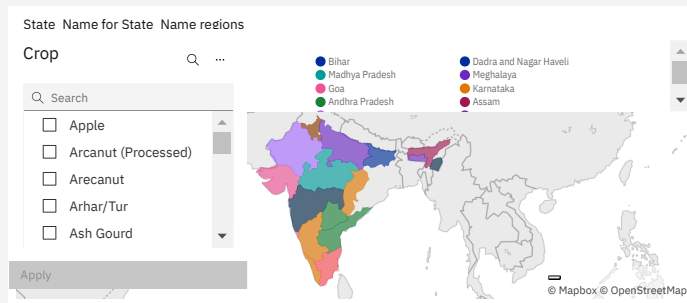 State Name for State Name regions
Crop
...
Search
Apple
Arcanut (Processed)
Arecanut
Arhar/Tur
Ash Gourd
Apply
Bihar
Dadra and Nagar Haveli
Madhya Pradesh
Meghalaya
Goa
Karnataka
Andhra Pradesh
Assam
© Mapbox © OpenStreetMap